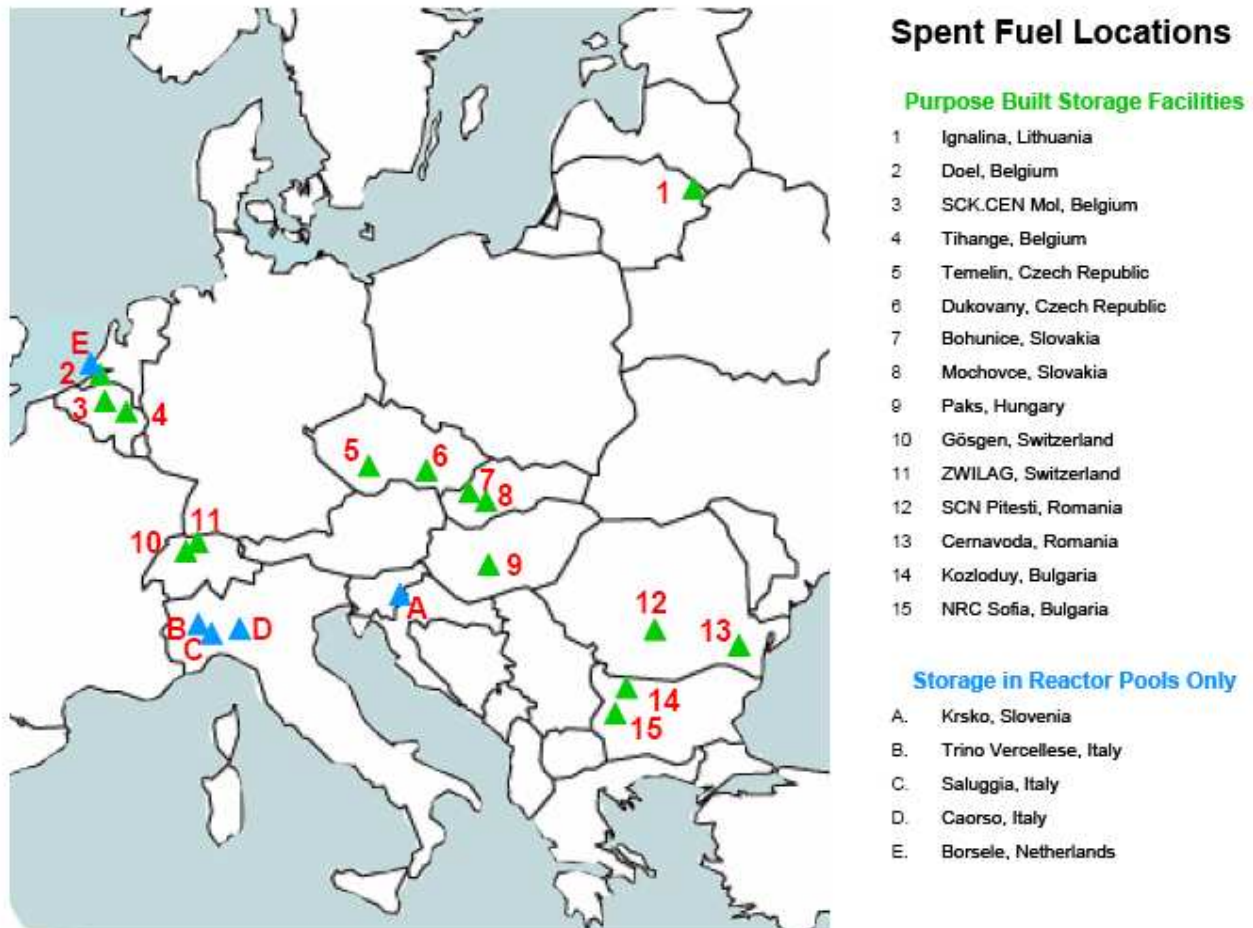 Spent Fuel Locations
Purpose Built Storage Facilities
1 Ignalina, Lithuania
2 Doel, Belgium
3 SCK.CEN Mol, Belgium
4 Tihange, Belgium
5 Temelin, Czech Republic
6 Dukovany, Czech Republic
7 Bohunice, Slovakia
8 Mochovce, Slovakia
9 Paks, Hungary
10 Gösgen, Switzerland
11 ZWILAG, Switzerland
12 SCN Pitesti, Romania
13 Cernavoda, Romania
14 Kozloduy, Bulgaria
15 NRC Sofia, Bulgaria
Storage in Reactor Pools Only
A. Krsko, Slovenia
B. Trino Vercellese, Italy
C. Saluggia, Italy
D. Caorso, Italy
E. Borsele, Netherlands
1
E
2
3
4
5
6
7
8
11
10
9
A
12
B
D
C
13
14
15